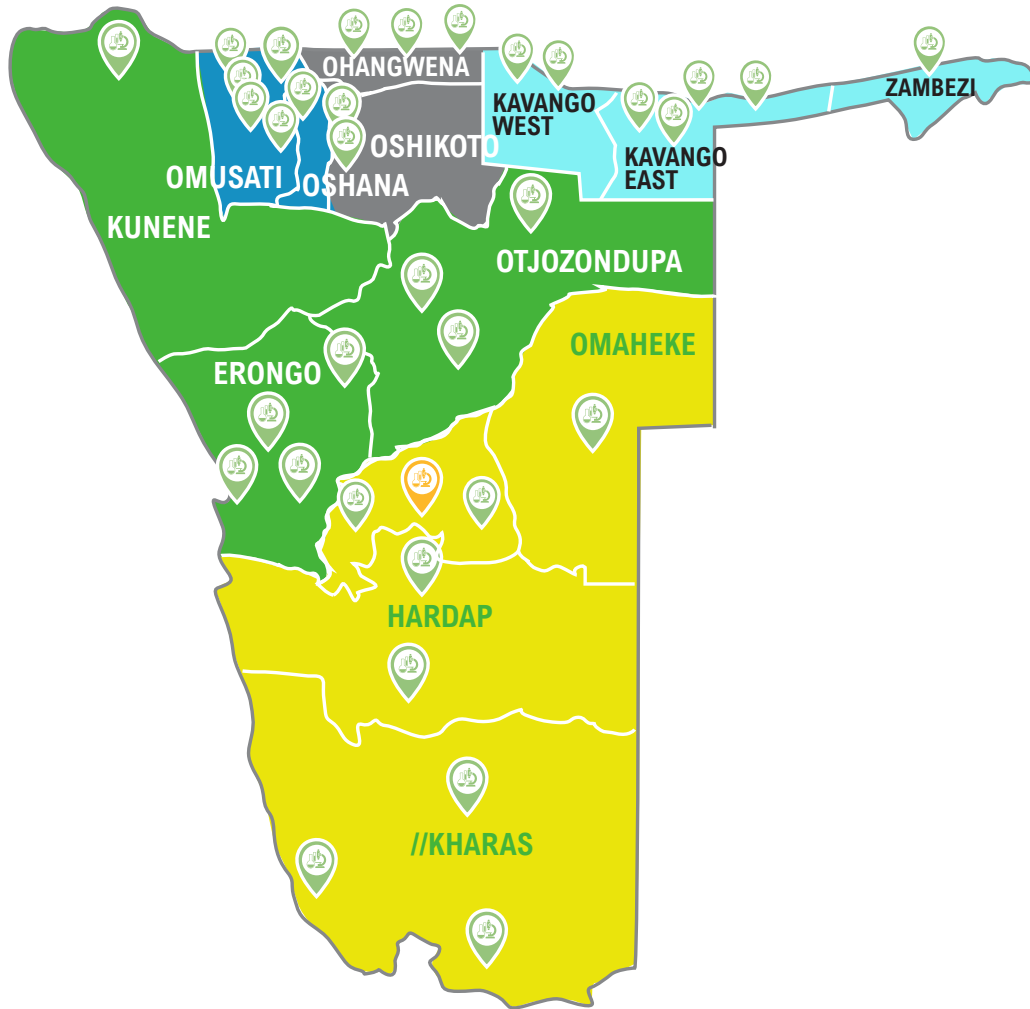 OHANGWENA
ZAMBEZI
KAVANGO
WEST
OSHIKOTO
KAVANGO
EAST
OMUSATI
OSHANA
KUNENE
OTJOZONDUPA
OMAHEKE
ERONGO
HARDAP
//KHARAS